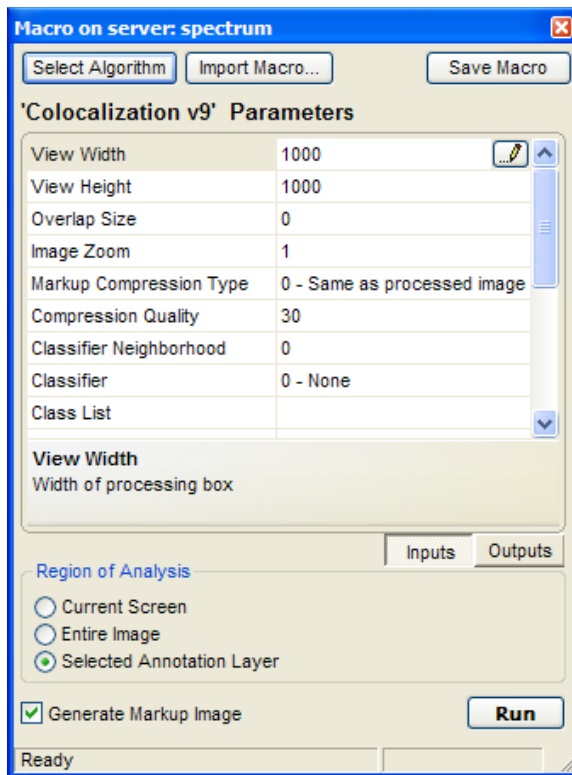 Macro on server: spectrum
Select Algorithm Import Macro... Save Macro
'Colocalization v9' Parameters
View Width 1000
View Height 1000
Overlap Size 0
Image Zoom 1
Markup Compression Type 0 - Same as processed image
Compression Quality 30
Classifier Neighborhood 0
Classifier 0 - None
Class List
View Width
Width of processing box
Inputs Outputs
Region of Analysis
Current Screen
Entire Image
Selected Annotation Layer
Generate Markup Image Run
Ready